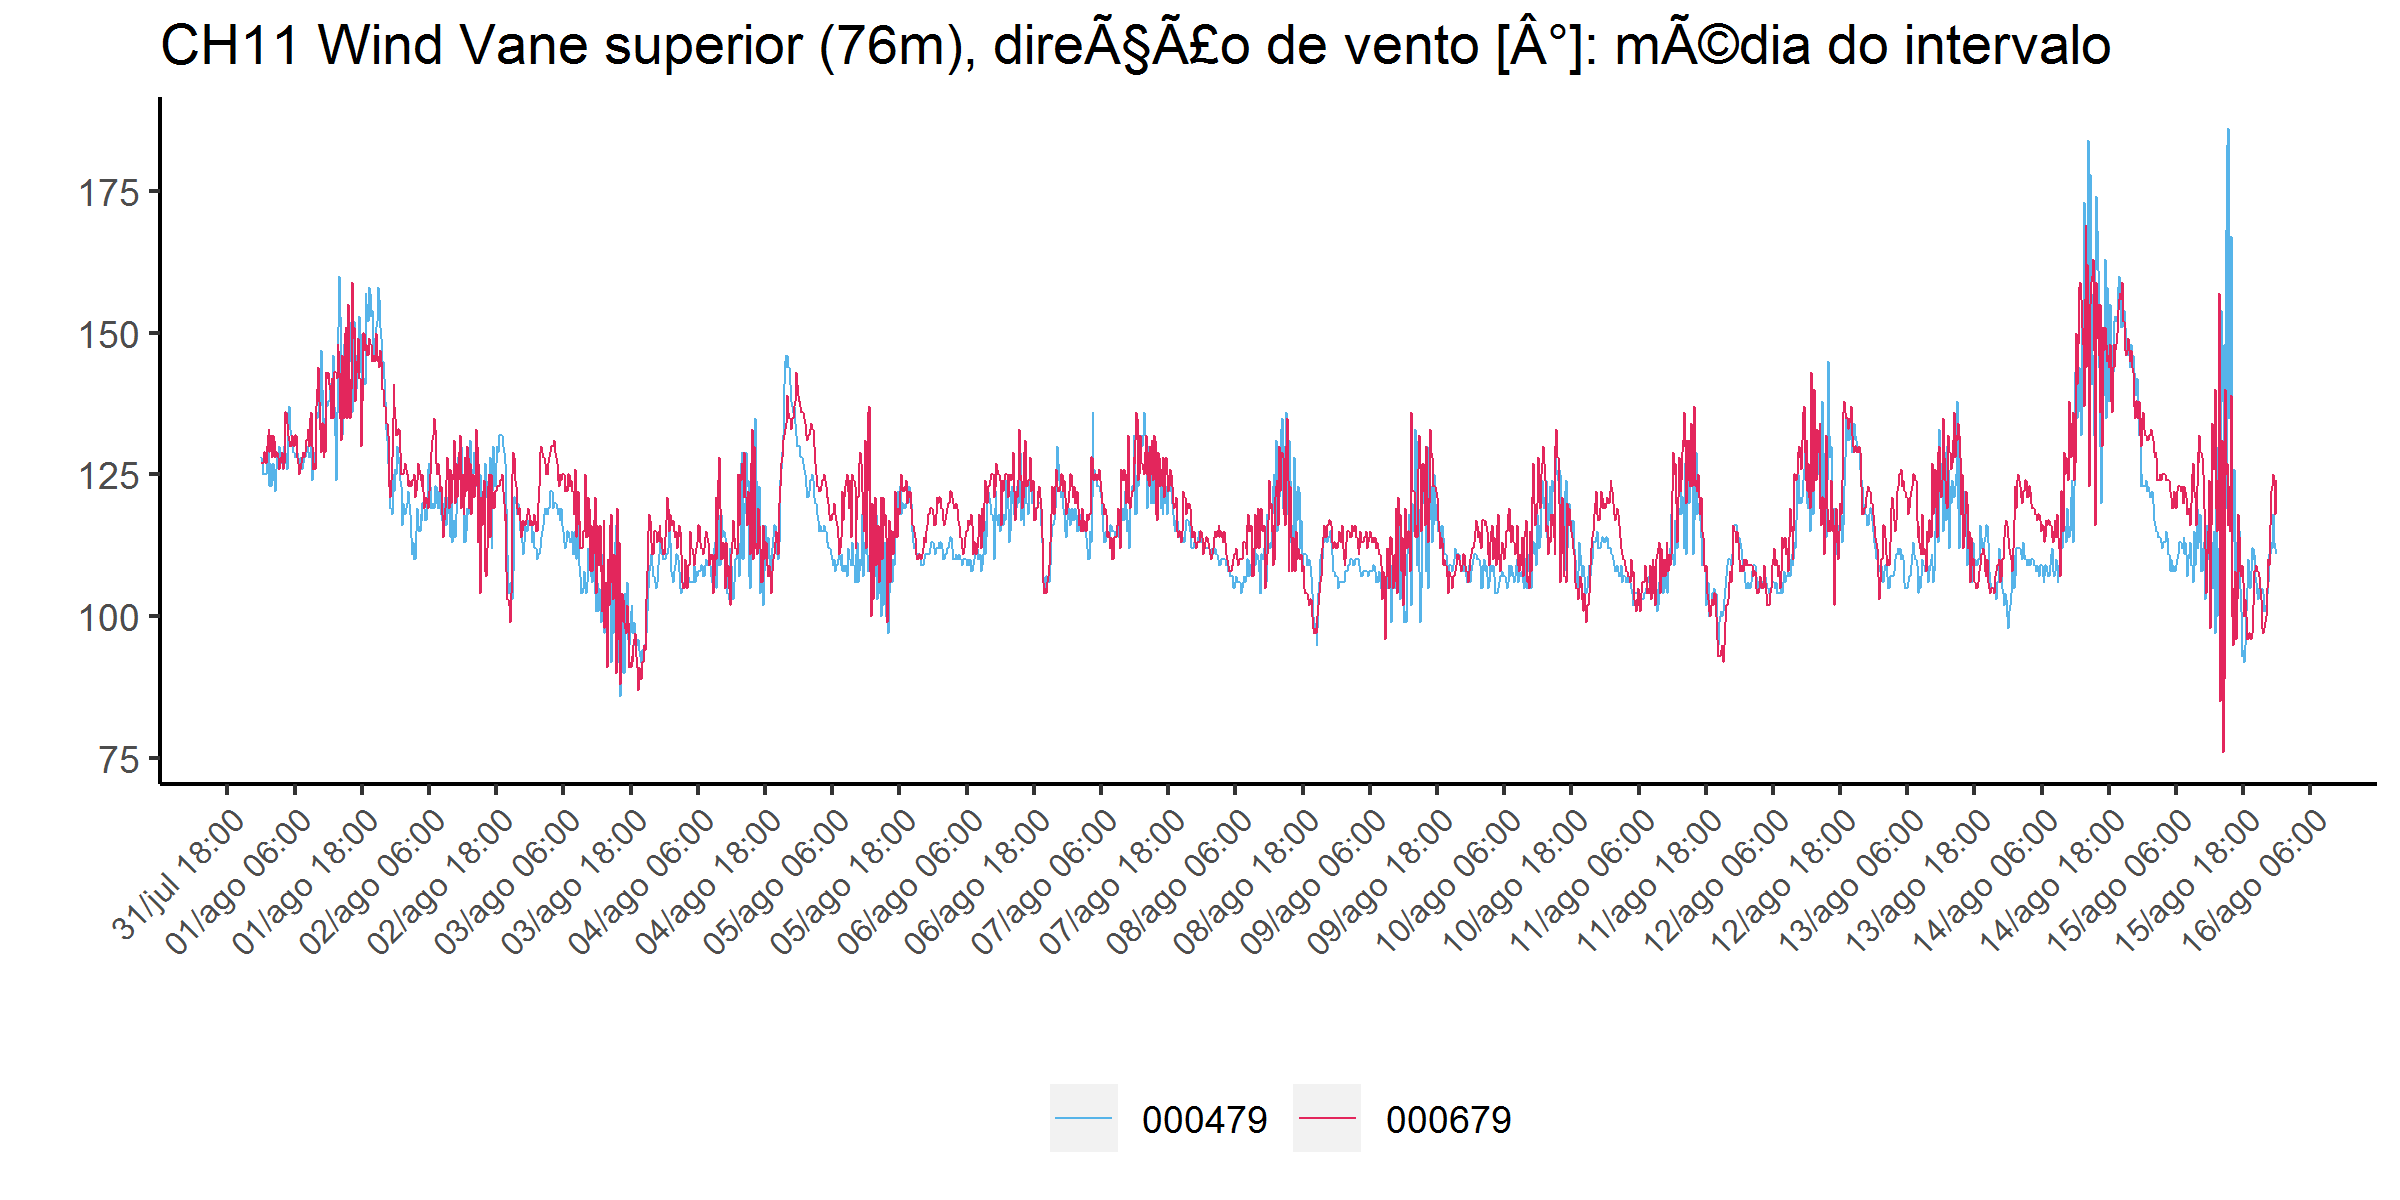 CH11 Wind Vane superior (76m), direÃ§Ã£o de vento [Â°]: mÃ©dia do intervalo
175
150
125
100
75
31/jul 18:00
01/ago 06:00
01/ago 18:00
02/ago 06:00
02/ago 18:00
03/ago 06:00
03/ago 18:00
04/ago 06:00
04/ago 18:00
05/ago 06:00
05/ago 18:00
06/ago 06:00
06/ago 18:00
07/ago 06:00
07/ago 18:00
08/ago 06:00
08/ago 18:00
09/ago 06:00
09/ago 18:00
10/ago 06:00
10/ago 18:00
11/ago 06:00
11/ago 18:00
12/ago 06:00
12/ago 18:00
13/ago 06:00
13/ago 18:00
14/ago 06:00
14/ago 18:00
15/ago 06:00
15/ago 18:00
16/ago 06:00
000479
000679